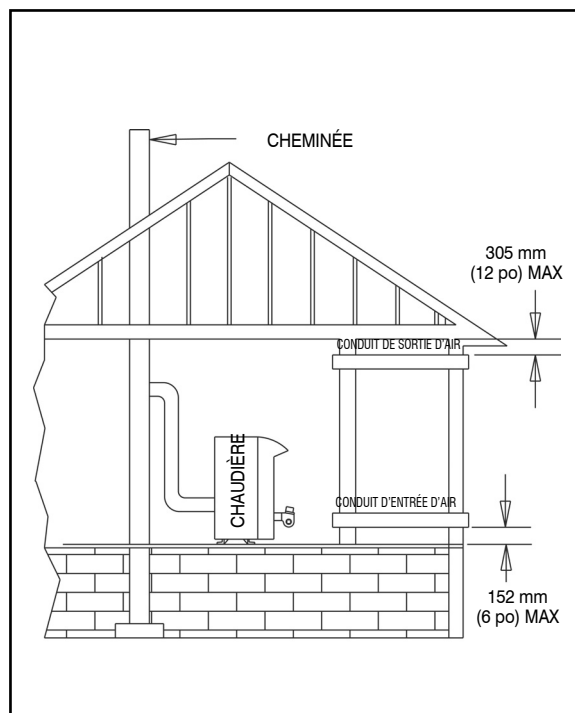 CHEMINÉE
305 mm
(12 po) MAX
CONDUIT DE SORTIE D'AIR
CHAUDIÈRE
CONDUIT D'ENTRÉE D'AIR
152 mm
(6 po) MAX